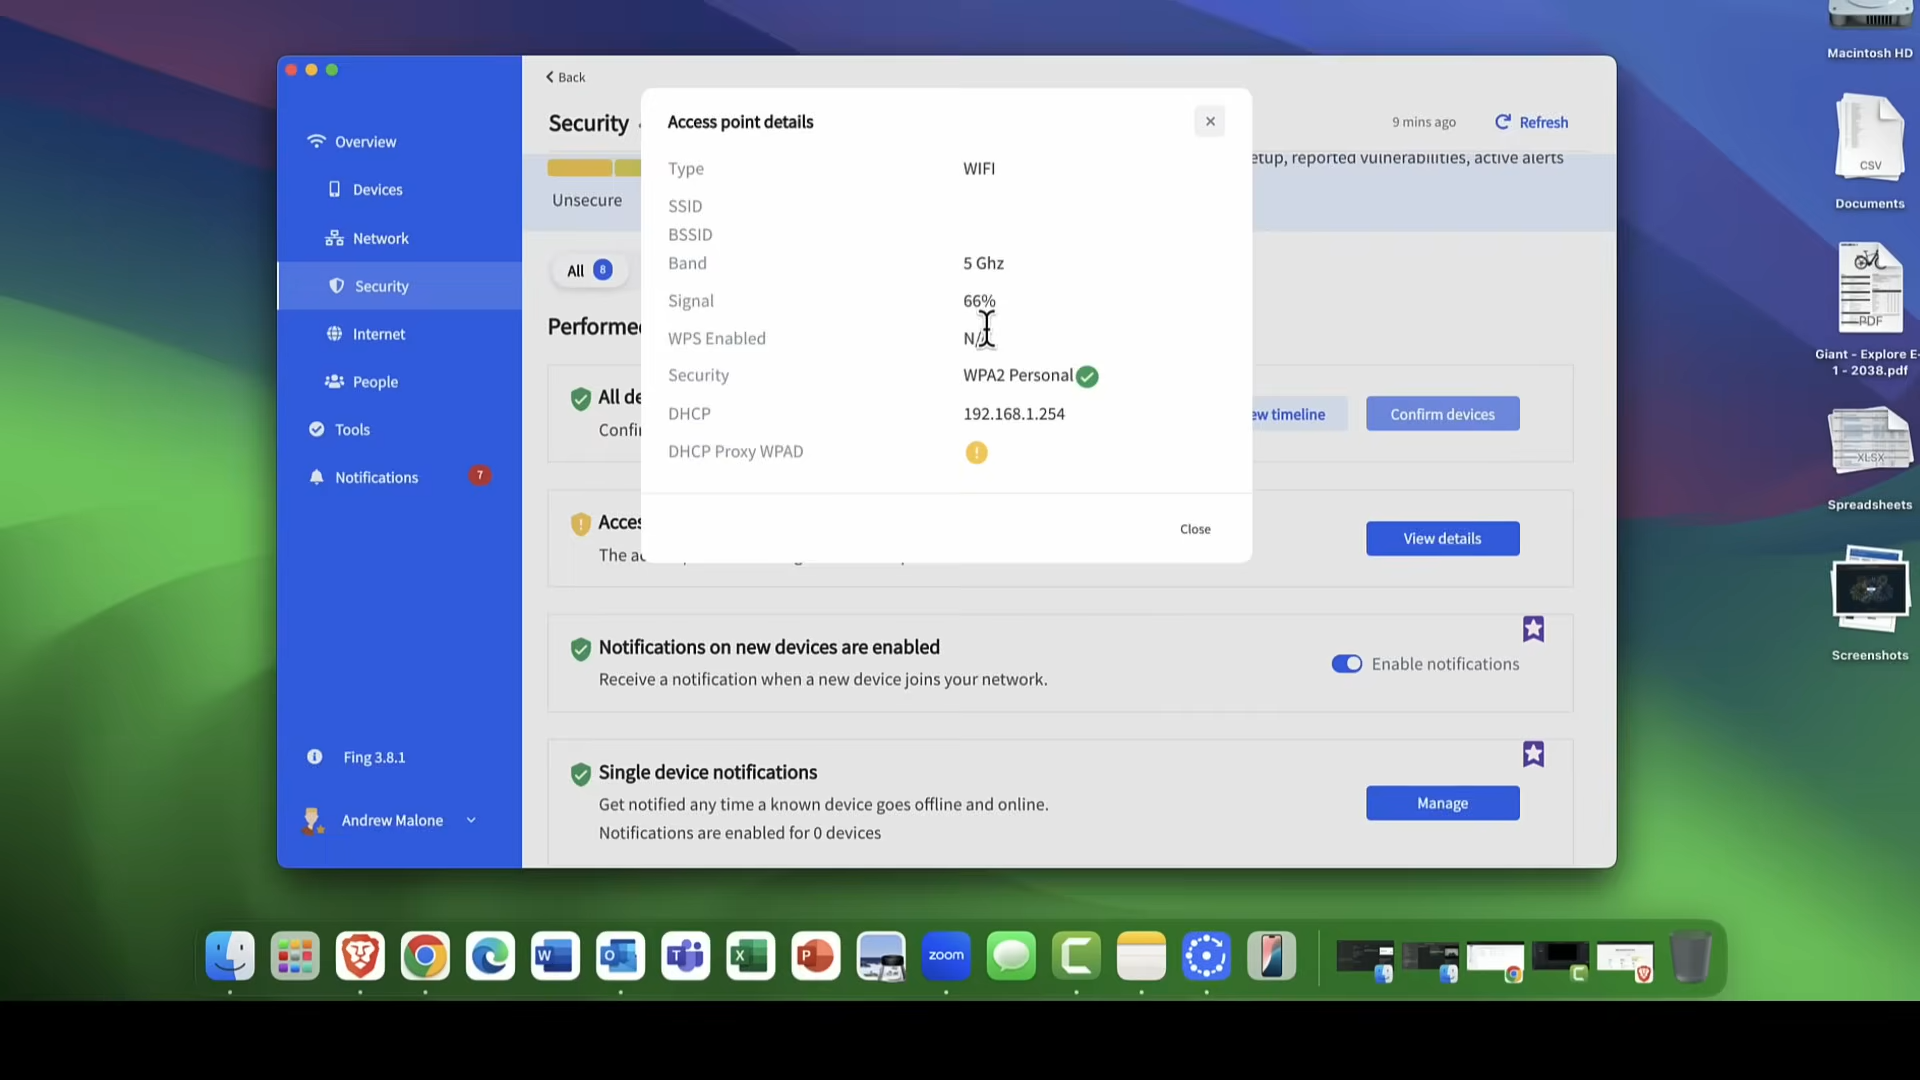 Macintosh HD
CSV
Documents
PDF
Giant - Explore E-
1 - 2038.pdf
XLSX
Spreadsheets
Screenshots
Overview
Devices
Network
Security
Internet
People
Tools
Notifications
7
Fing 3.8.1
Andrew Malone
Back
Security
9 mins ago
Refresh
Unsecure
etup, reported vulnerabilities, active alerts
All 8
Performe
All de
Confi
ew timeline
Confirm devices
Acces
The
View details
Notifications on new devices are enabled
Receive a notification when a new device joins your network.
Enable notifications
Single device notifications
Get notified any time a known device goes offline and online.
Notifications are enabled for 0 devices
Manage
Access point details
Type WIFI
SSID
BSSID
Band 5 Ghz
Signal 66%
WPS Enabled
Security WPA2 Personal
DHCP 192.168.1.254
DHCP Proxy WPAD
Close
zoom